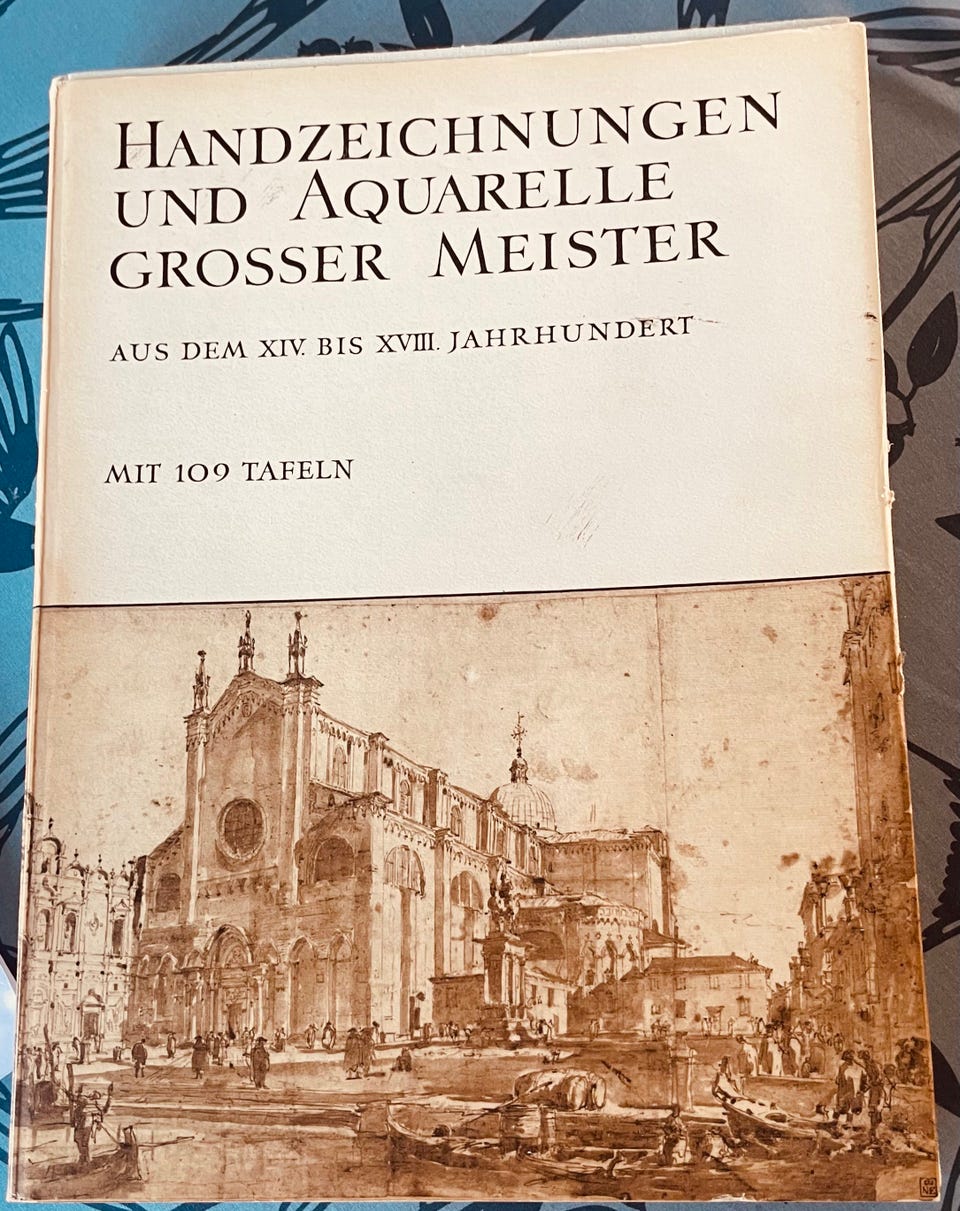 HANDZEICHNUNGEN
UND AQUARELLE
GROSSER MEISTER
AUS DEM XIV. BIS XVIII. JAHRHUNDERT
MIT 109 TAFELN